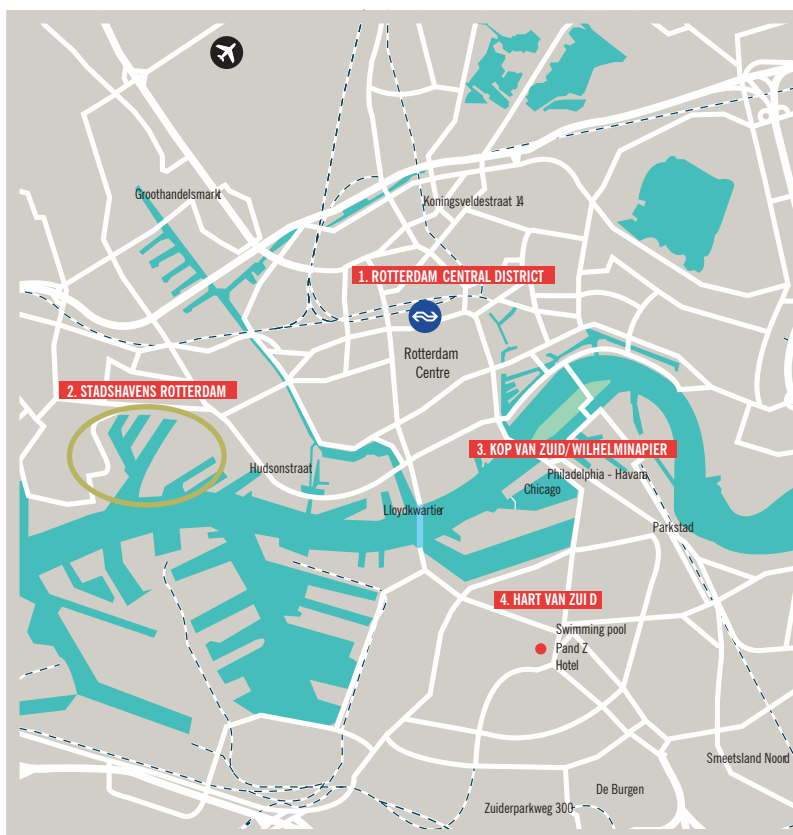 Groothandelsmarkt
Koningsveldestraat 14
1. ROTTERDAM CENTRAL DISTRICT
Rotterdam
Centre
2. STADSHAVENS ROTTERDAM
3. KOP VAN ZUID/WILHELMINAPIER
Hudsonstraat
Philadelphia - Havana
Chicago
Lloydkwartier
Parkstad
4. HART VAN ZUID
Swimming pool
Pand Z
Hotel
Smeetsland Noord
De Burgen
Zuiderparkweg 300